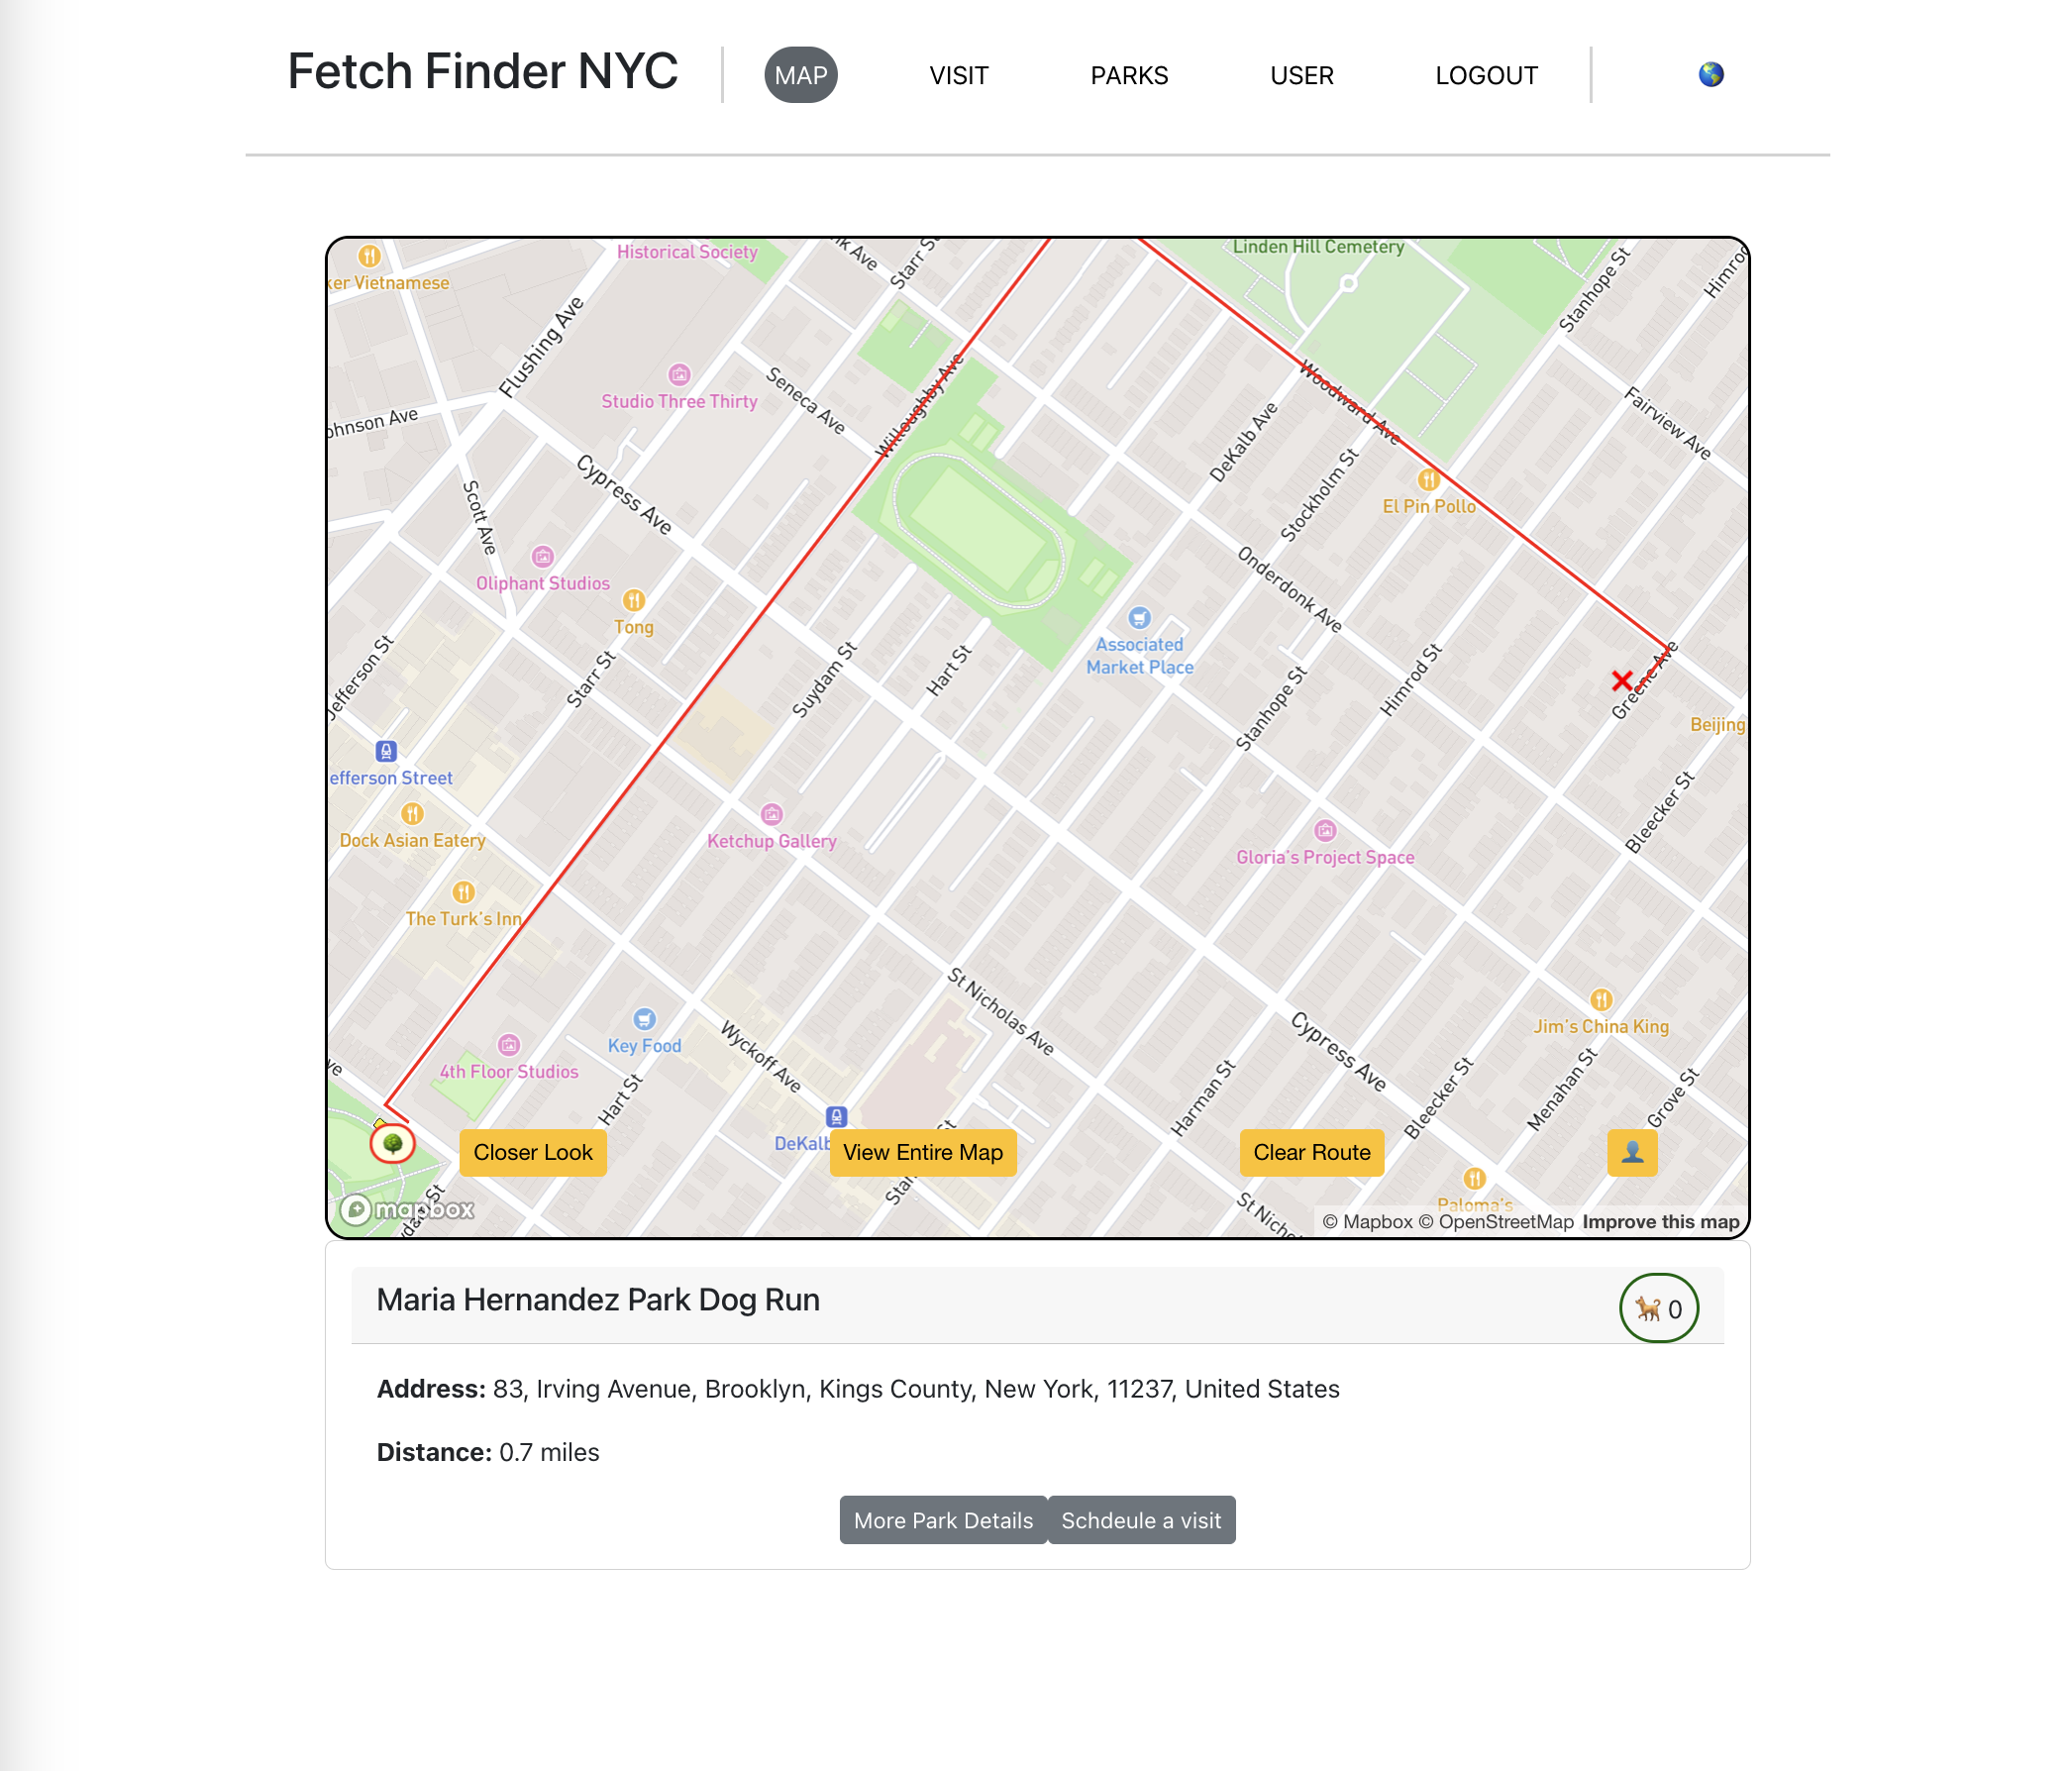 Fetch Finder NYC
MAP
VISIT
PARKS
USER
LOGOUT
Historical Society
Starr St
Linden Hill Cemetery
Stanhope St
ker Vietnamese
Flushing Ave
Studio Three Thirty
Seneca Ave
Willoughby Ave
Woodward Ave
Fairview Ave
ohnson Ave
DeKalb Ave
Stockholm St
El Pin Pollo
Cypress Ave
Scott Ave
Oliphant Studios
Onderdonk Ave
Tong
Associated
Market Place
Jefferson St
Starr St
Suydam St
Hart St
Stanhope St
Himrod St
Greene Ave
Beijing
efferson Street
Dock Asian Eatery
Ketchup Gallery
Gloria's Project Space
Bleecker St
The Turk's Inn
St Nicholas Ave
Key Food
Wyckoff Ave
Cypress Ave
Jim's China King
4th Floor Studios
Hart St
Harman St
Bleecker St
Menahan St
Grove St
DeKalb
Closer Look
View Entire Map
Clear Route
Paloma's
mapbox
© Mapbox © OpenStreetMap Improve this map
Maria Hernandez Park Dog Run
0
Address: 83, Irving Avenue, Brooklyn, Kings County, New York, 11237, United States
Distance: 0.7 miles
More Park Details
Schdeule a visit